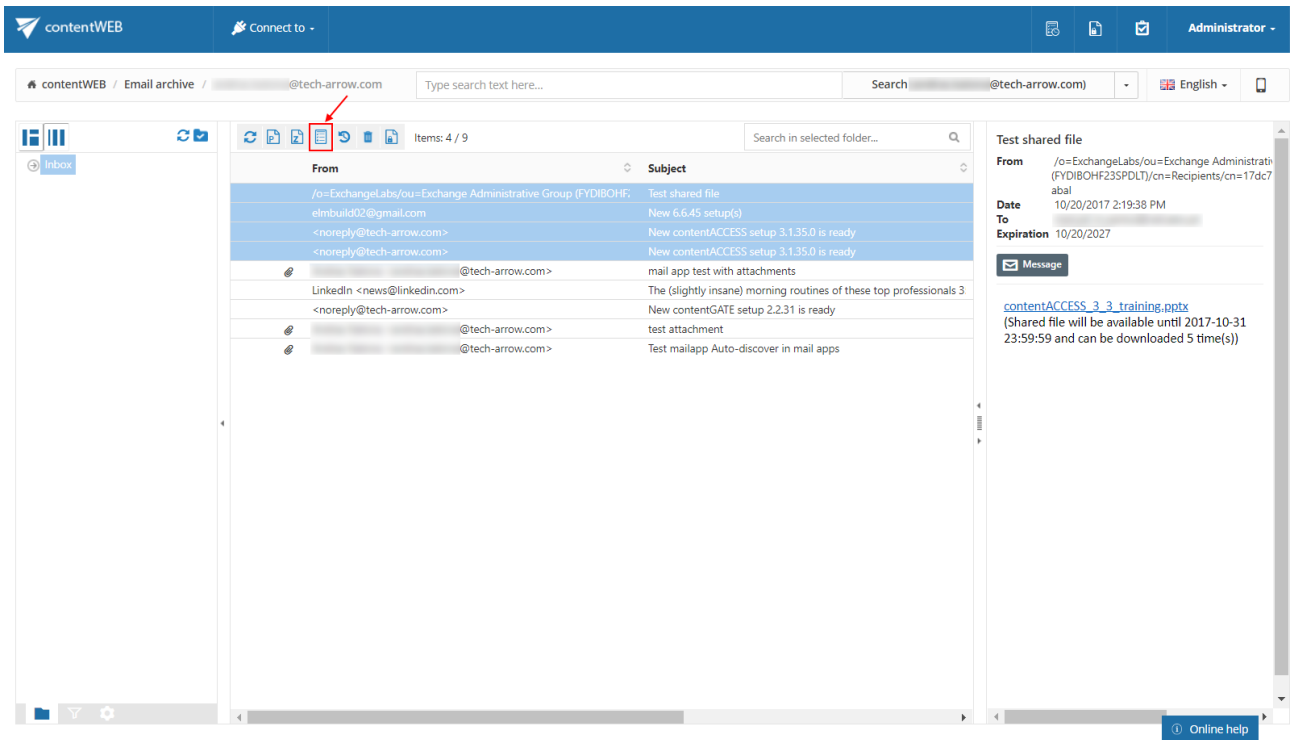 contentWEB
Connect to
Administrator
contentWEB / Email archive / @tech-arrow.com
Type search text here...
Search @tech-arrow.com)
English
Items: 4 / 9
Search in selected folder...
Inbox
From Subject
/o=ExchangeLabs/ou=Exchange Administrative Group (FYDIBOHF: Test shared file
elmbuild02@gmail.com New 6.6.45 setup(s)
<noreply@tech-arrow.com> New contentACCESS setup 3.1.35.0 is ready
<noreply@tech-arrow.com> New contentACCESS setup 3.1.35.0 is ready
@tech-arrow.com> mail app test with attachments
LinkedIn <news@linkedin.com> The (slightly insane) morning routines of these top professionals 3
<noreply@tech-arrow.com> New contentGATE setup 2.2.31 is ready
@tech-arrow.com> test attachment
@tech-arrow.com> Test mailapp Auto-discover in mail apps
Test shared file
From /o=ExchangeLabs/ou=Exchange Administrativ
(FYDIBOHF23SPDLT)/cn=Recipients/cn=17dc7
abal
Date 10/20/2017 2:19:38 PM
To
Expiration 10/20/2027
Message
contentACCESS_3_3_training.pptx
(Shared file will be available until 2017-10-31
23:59:59 and can be downloaded 5 time(s))
Online help